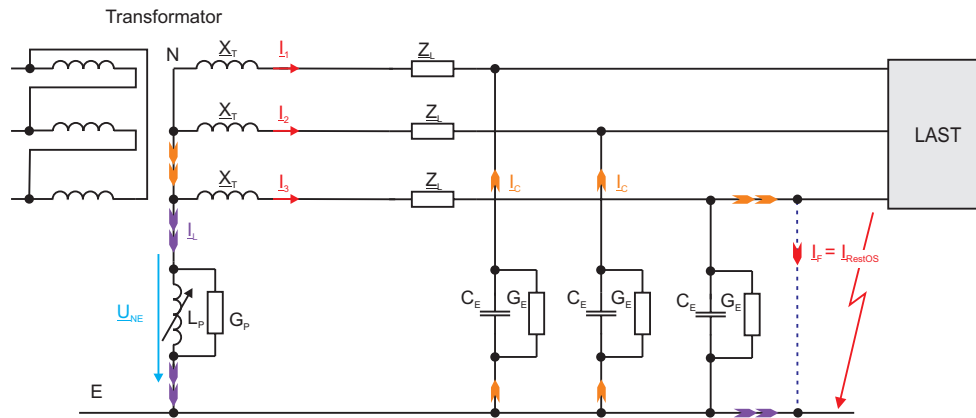 Transformator
N
X_T
I_1
Z_L
X_T
I_2
Z_L
LAST
X_T
I_3
Z_L
I_C
I_C
I_L
I_F = I_RestOS
U_NE
L_P
G_P
C_E
G_E
C_E
G_E
C_E
G_E
E